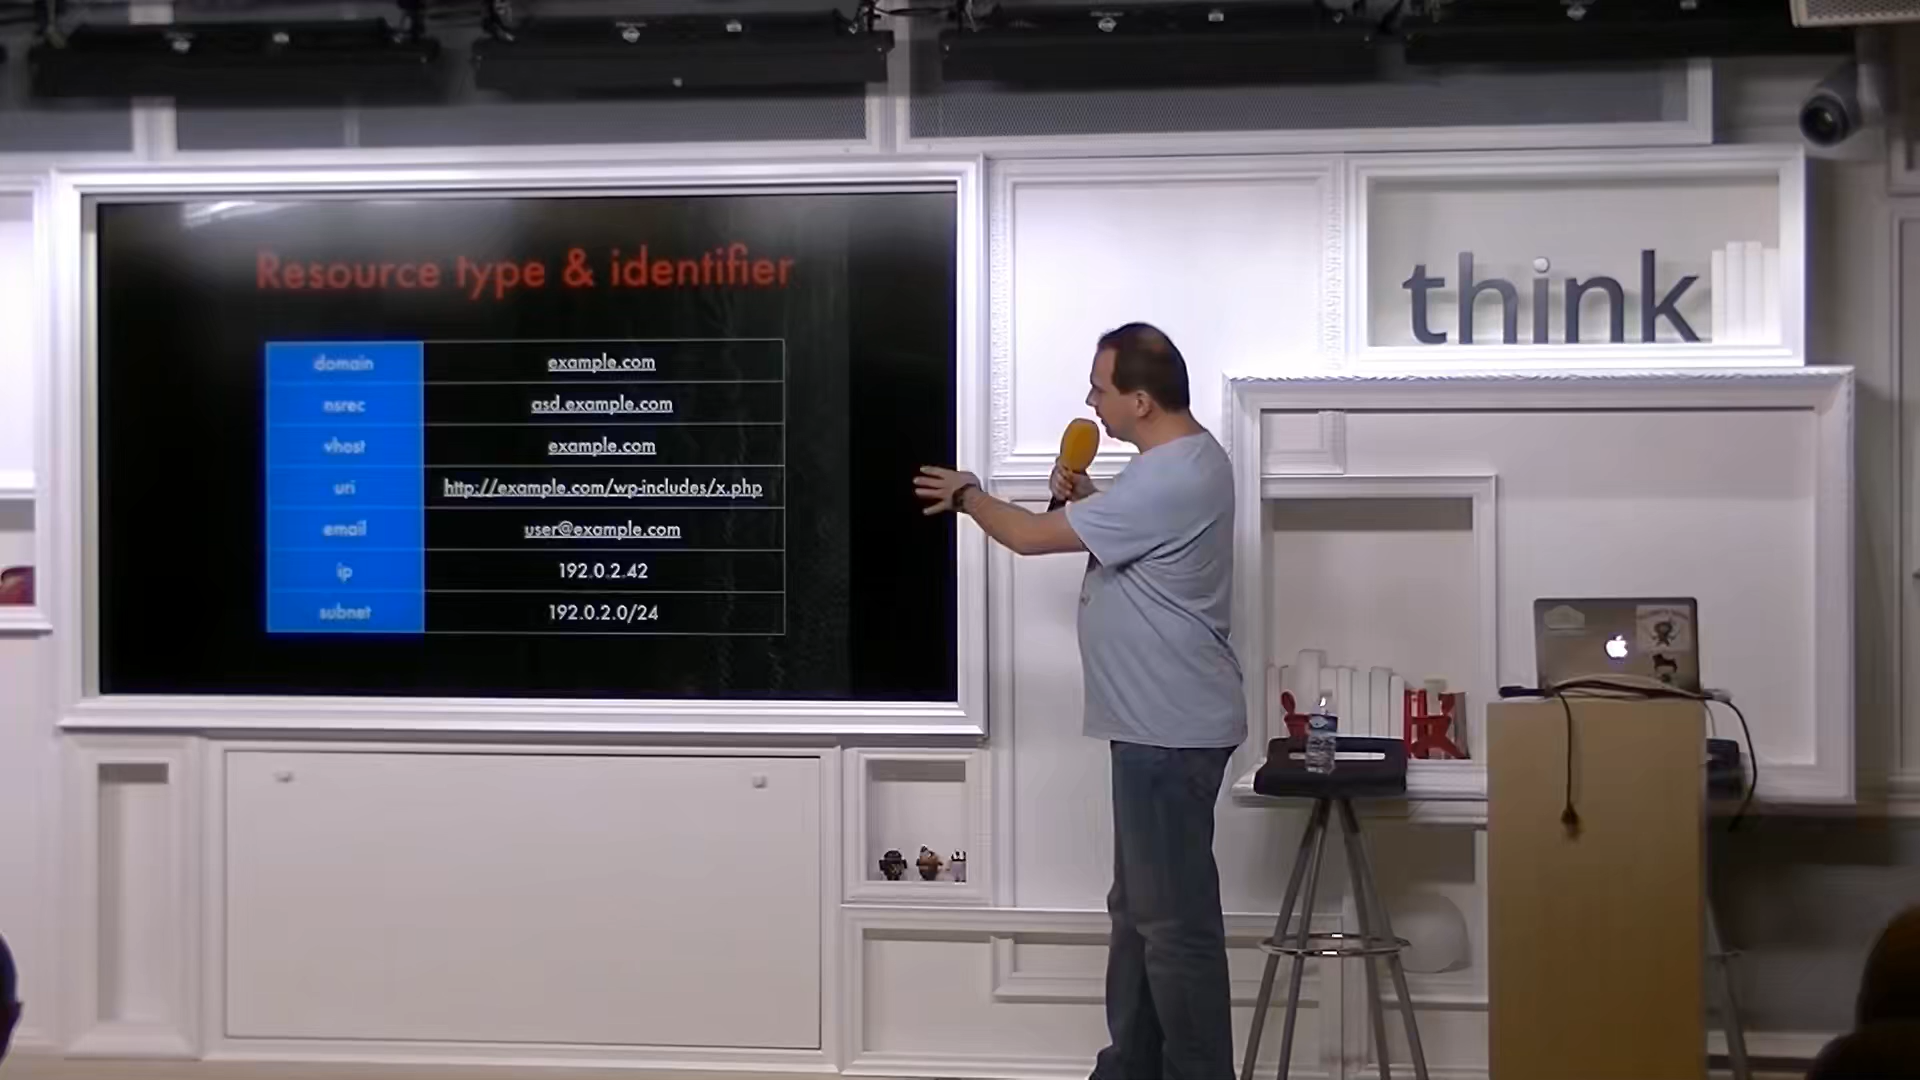 Resource type & identifier
domain example.com
nsrec asd.example.com
vhost example.com
uri http://example.com/wp-includes/x.php
email user@example.com
ip 192.0.2.42
subnet 192.0.2.0/24
think